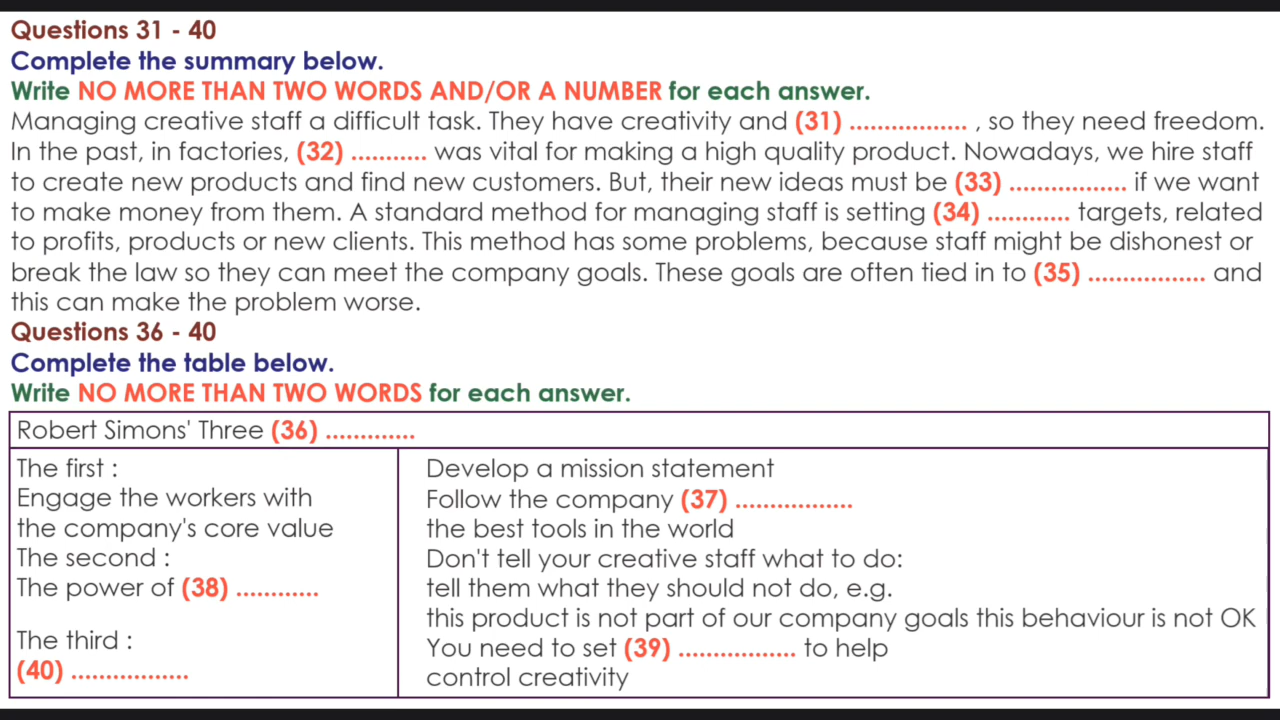 Questions 31 - 40
Complete the summary below.
Write NO MORE THAN TWO WORDS AND/OR A NUMBER for each answer.
Managing creative staff a difficult task. They have creativity and (31) ................. , so they need freedom.
In the past, in factories, (32) ........... was vital for making a high quality product. Nowadays, we hire staff
to create new products and find new customers. But, their new ideas must be (33) ................. if we want
to make money from them. A standard method for managing staff is setting (34) ............ targets, related
to profits, products or new clients. This method has some problems, because staff might be dishonest or
break the law so they can meet the company goals. These goals are often tied in to (35) ................. and
this can make the problem worse.
Questions 36 - 40
Complete the table below.
Write NO MORE THAN TWO WORDS for each answer.
Robert Simons' Three (36) .............
The first :
Engage the workers with
the company's core value
The second :
The power of (38) ............
The third :
(40) .................
Develop a mission statement
Follow the company (37) .................
the best tools in the world
Don't tell your creative staff what to do:
tell them what they should not do, e.g.
this product is not part of our company goals this behaviour is not OK
You need to set (39) ................. to help
control creativity